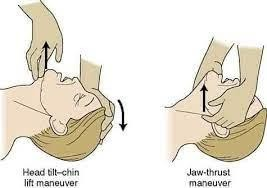 Head tilt–chin
lift maneuver
Jaw-thrust
maneuver